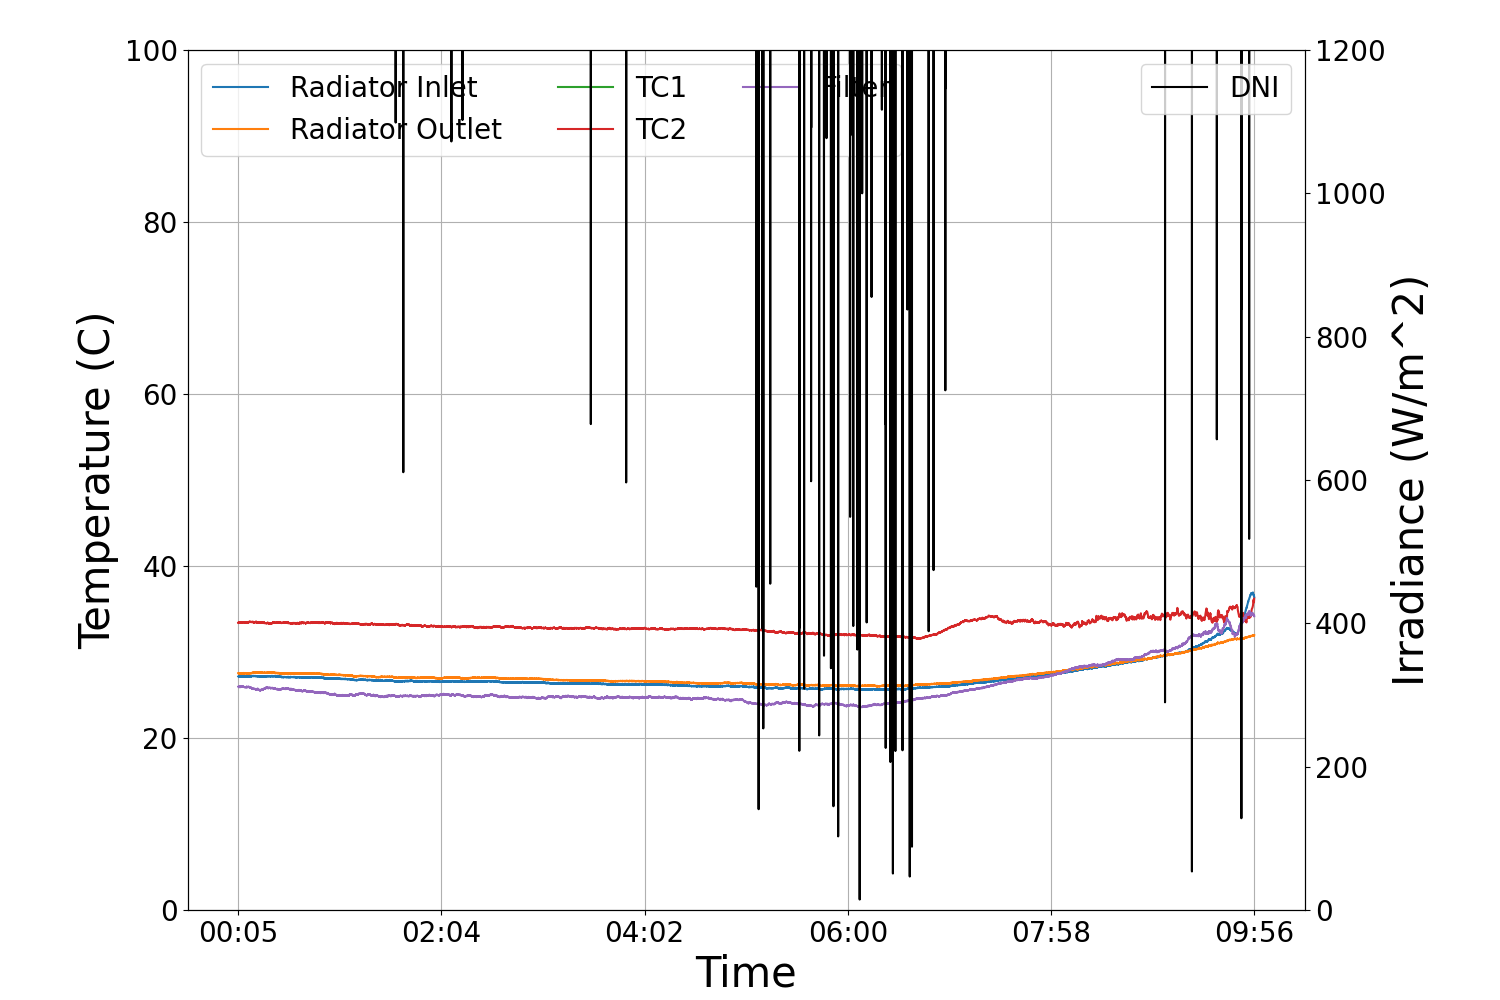 Radiator Inlet
Radiator Outlet
TC1
TC2
Filter
DNI
Temperature (C)
100
80
60
40
20
0
Irradiance (W/m^2)
1200
1000
800
600
400
200
0
00:05 02:04 04:02 06:00 07:58 09:56
Time